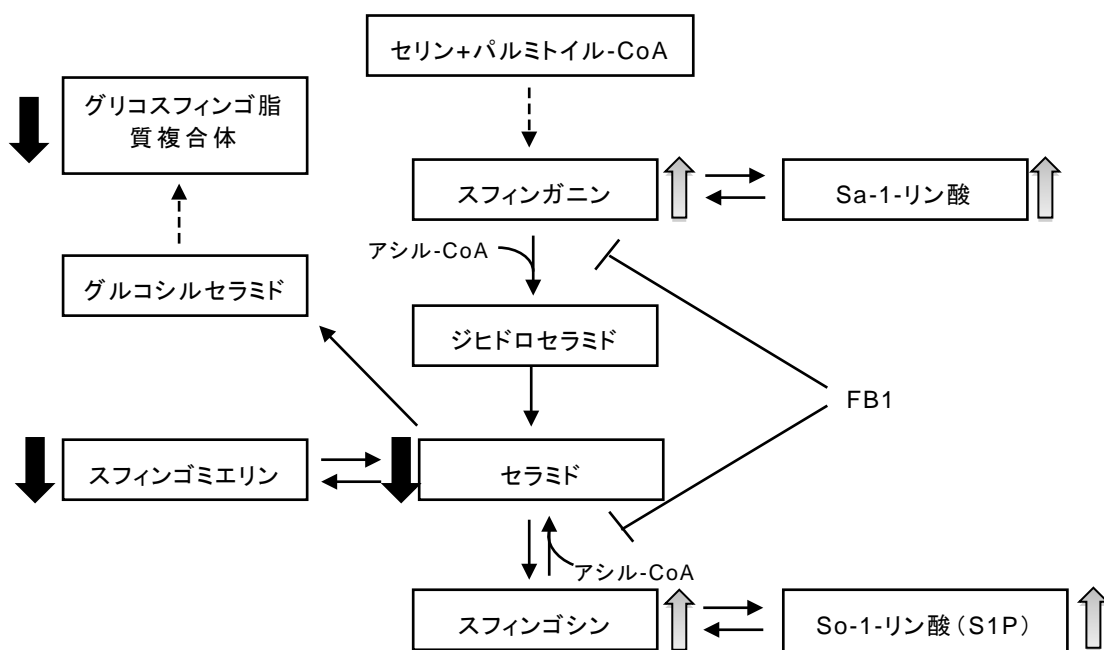 セリン+パルミトイル-CoA
グリコスフィンゴ脂
質複合体
スフィンガニン
Sa-1-リン酸
アシル-CoA
グルコシルセラミド
ジヒドロセラミド
FB1
スフィンゴミエリン
セラミド
アシル-CoA
スフィンゴシン
So-1-リン酸（S1P）